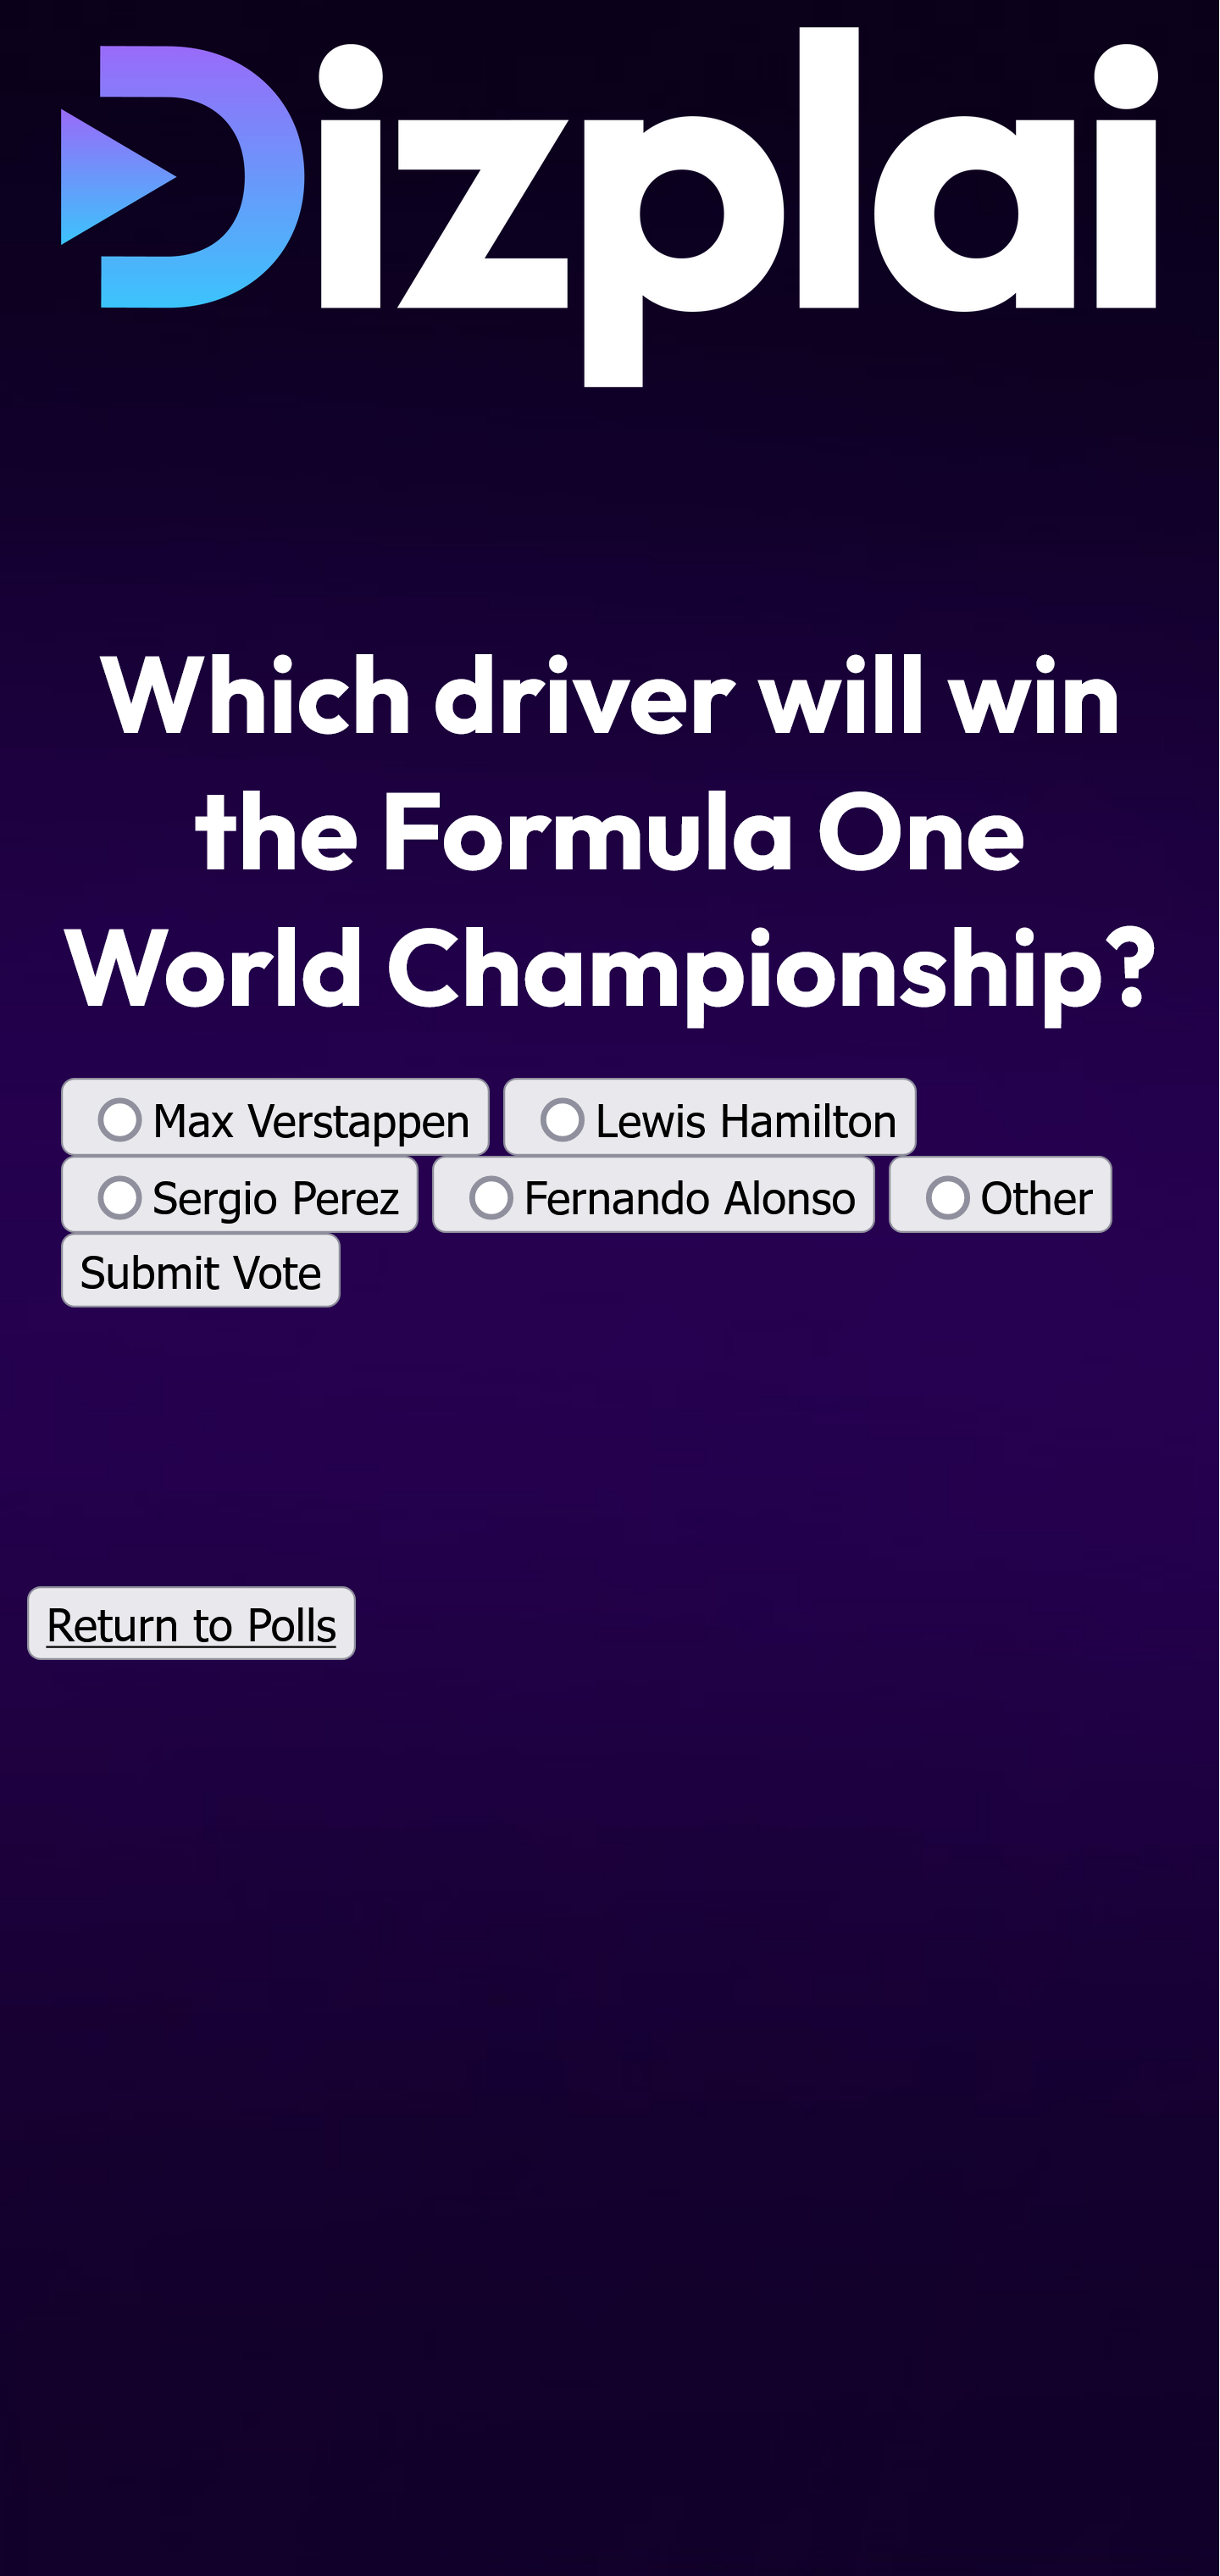 Dizplai
Which driver will win
the Formula One
World Championship?
Max Verstappen Lewis Hamilton
Sergio Perez Fernando Alonso Other
Submit Vote
Return to Polls